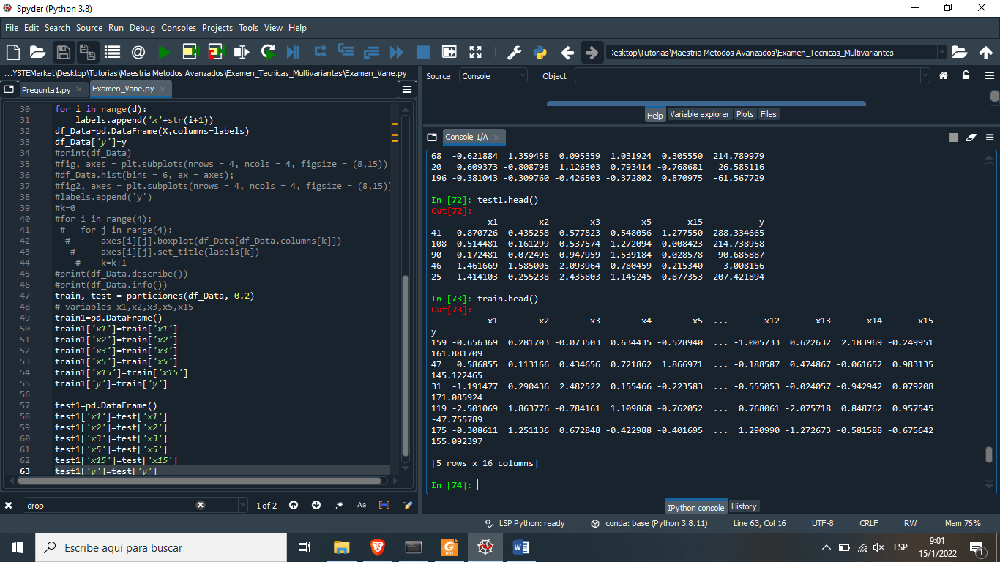 Spyder (Python 3.8)
File Edit Search Source Run Debug Consoles Projects Tools View Help
Desktop\Tutorias\Maestria Metodos Avanzados\Examen_Tecnicas_Multivariantes
...YSTEMarket\Desktop\Tutorias\Maestria Metodos Avanzados\Examen_Tecnicas_Multivariantes\Examen_Vane.py
Pregunta1.py Examen_Vane.py
30 for i in range(d):
31 labels.append('x'+str(i+1))
32 df_Data=pd.DataFrame(X,columns=labels)
33 df_Data['y']=y
34 #print(df_Data)
35 #fig, axes = plt.subplots(nrows = 4, ncols = 4, figsize = (8,15))
36 #df_Data.hist(bins = 6, ax = axes);
37 #fig2, axes = plt.subplots(nrows = 4, ncols = 4, figsize = (8,15))
38 #labels.append('y')
39 #k=0
40 #for i in range(4):
41 # for j in range(4):
42 # axes[i][j].boxplot(df_Data[df_Data.columns[k]])
43 # axes[i][j].set_title(labels[k])
44 # k=k+1
45 #print(df_Data.describe())
46 #print(df_Data.info())
47 train, test = particiones(df_Data, 0.2)
48 # variables x1,x2,x3,x5,x15
49 train1=pd.DataFrame()
50 train1['x1']=train['x1']
51 train1['x2']=train['x2']
52 train1['x3']=train['x3']
53 train1['x5']=train['x5']
54 train1['x15']=train['x15']
55 train1['y']=train['y']
56
57 test1=pd.DataFrame()
58 test1['x1']=test['x1']
59 test1['x2']=test['x2']
60 test1['x3']=test['x3']
61 test1['x5']=test['x5']
62 test1['x15']=test['x15']
63 test1['y']=test['y']
drop 1 of 2 .* Aa
Source Console Object
Help Variable explorer Plots Files
Console 1/A
68 -0.621884 1.359458 0.095359 1.031924 0.305550 214.789979
20 0.609373 -0.808798 1.126303 0.793414 -0.768681 26.585116
196 -0.381043 -0.309760 -0.426503 -0.372802 0.870975 -61.567729
In [72]: test1.head()
Out[72]:
x1 x2 x3 x5 x15 y
41 -0.870726 0.435258 -0.577823 -0.548056 -1.277550 -288.334665
108 -0.514481 0.161299 -0.537574 -1.272094 0.008423 214.738958
90 -0.172481 -0.072496 0.947959 1.539184 -0.028578 90.685887
46 1.461669 1.585005 -2.093964 0.780459 0.215340 3.008156
25 1.414103 -0.255238 -2.435803 1.145245 0.877353 -207.421894
In [73]: train.head()
Out[73]:
x1 x2 x3 x4 x5 ... x12 x13 x14 x15
y
159 -0.656369 0.281703 -0.073503 0.634435 -0.528940 ... -1.005733 0.622632 2.183969 -0.249951
161.881709
47 0.586855 0.113166 0.434656 0.721862 1.866971 ... -0.188587 0.474867 -0.061652 0.983135
145.122465
31 -1.191477 0.290436 2.482522 0.155466 -0.223583 ... -0.555053 -0.024057 -0.942942 0.079208
171.085924
119 -2.501069 1.863776 -0.784161 1.109868 -0.762052 ... 0.768061 -2.075718 0.848762 0.957545
-47.755789
175 -0.308611 1.251136 0.672848 -0.422988 -0.401695 ... 1.290990 -1.272673 -0.581588 -0.675642
155.092397
[5 rows x 16 columns]
In [74]:
IPython console History
LSP Python: ready conda: base (Python 3.8.11) Line 63, Col 16 UTF-8 CRLF RW Mem 76%
Escribe aquí para buscar
ESP
9:01
15/1/2022
1